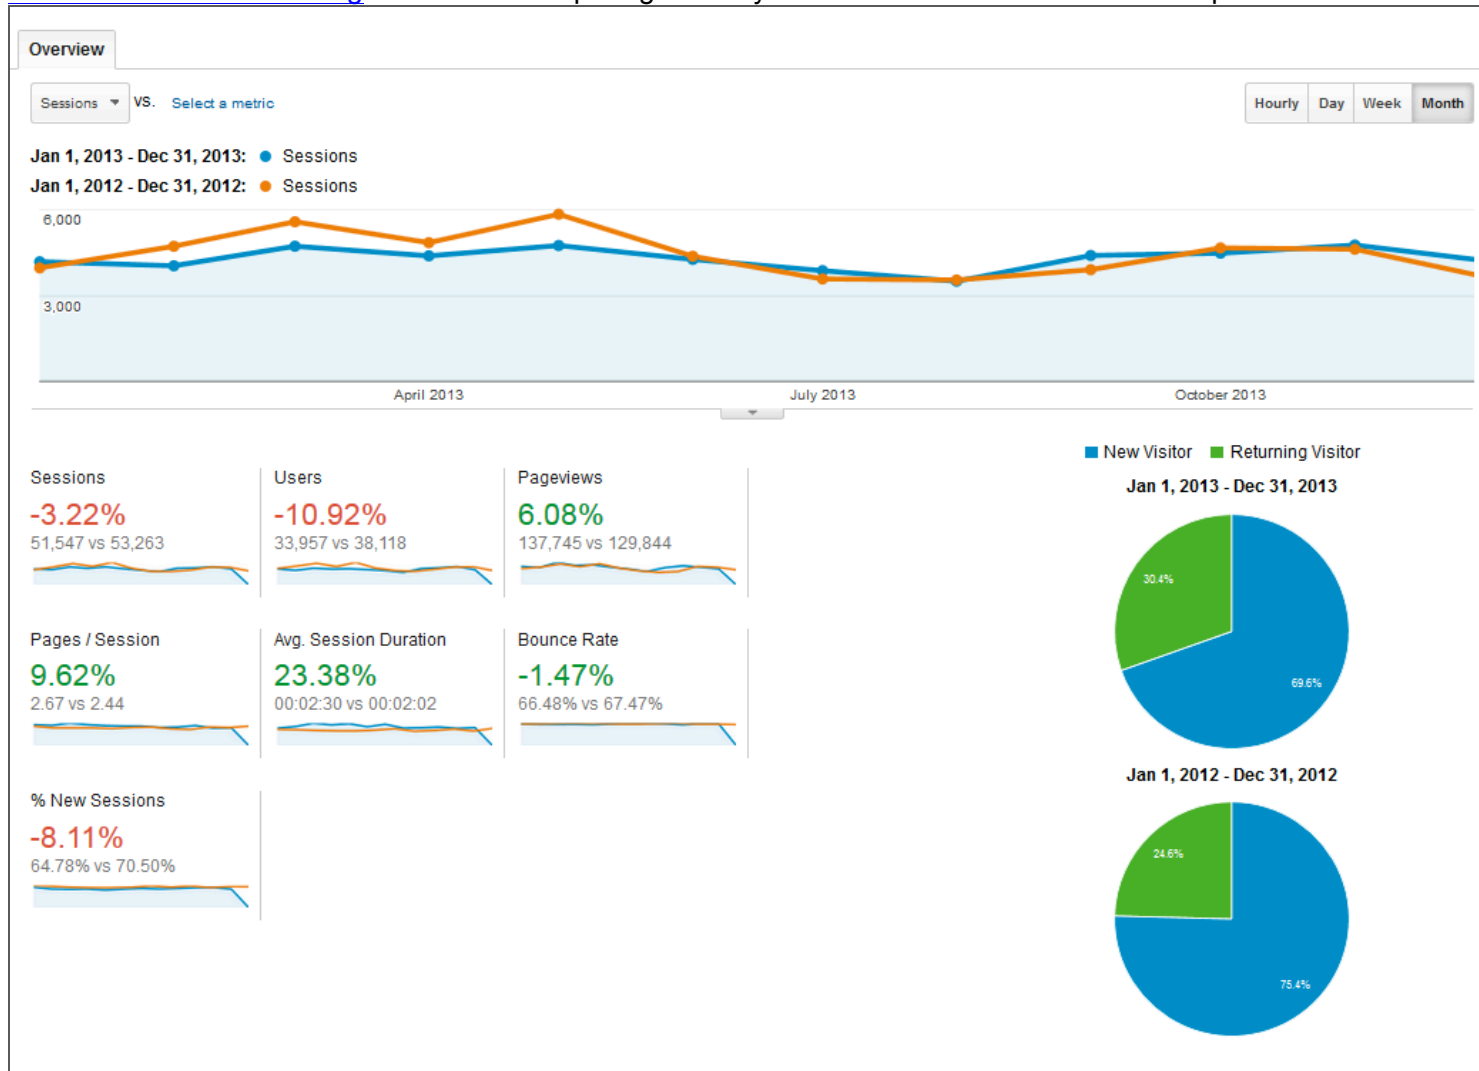 Overview
Sessions VS. Select a metric
Hourly Day Week Month
Jan 1, 2013 - Dec 31, 2013: Sessions
Jan 1, 2012 - Dec 31, 2012: Sessions
6,000
3,000
April 2013 July 2013 October 2013
New Visitor Returning Visitor
Jan 1, 2013 - Dec 31, 2013
30.4%
69.6%
Jan 1, 2012 - Dec 31, 2012
24.6%
75.4%
Sessions
-3.22%
51,547 vs 53,263
Users
-10.92%
33,957 vs 38,118
Pageviews
6.08%
137,745 vs 129,844
Pages / Session
9.62%
2.67 vs 2.44
Avg. Session Duration
23.38%
00:02:30 vs 00:02:02
Bounce Rate
-1.47%
66.48% vs 67.47%
% New Sessions
-8.11%
64.78% vs 70.50%